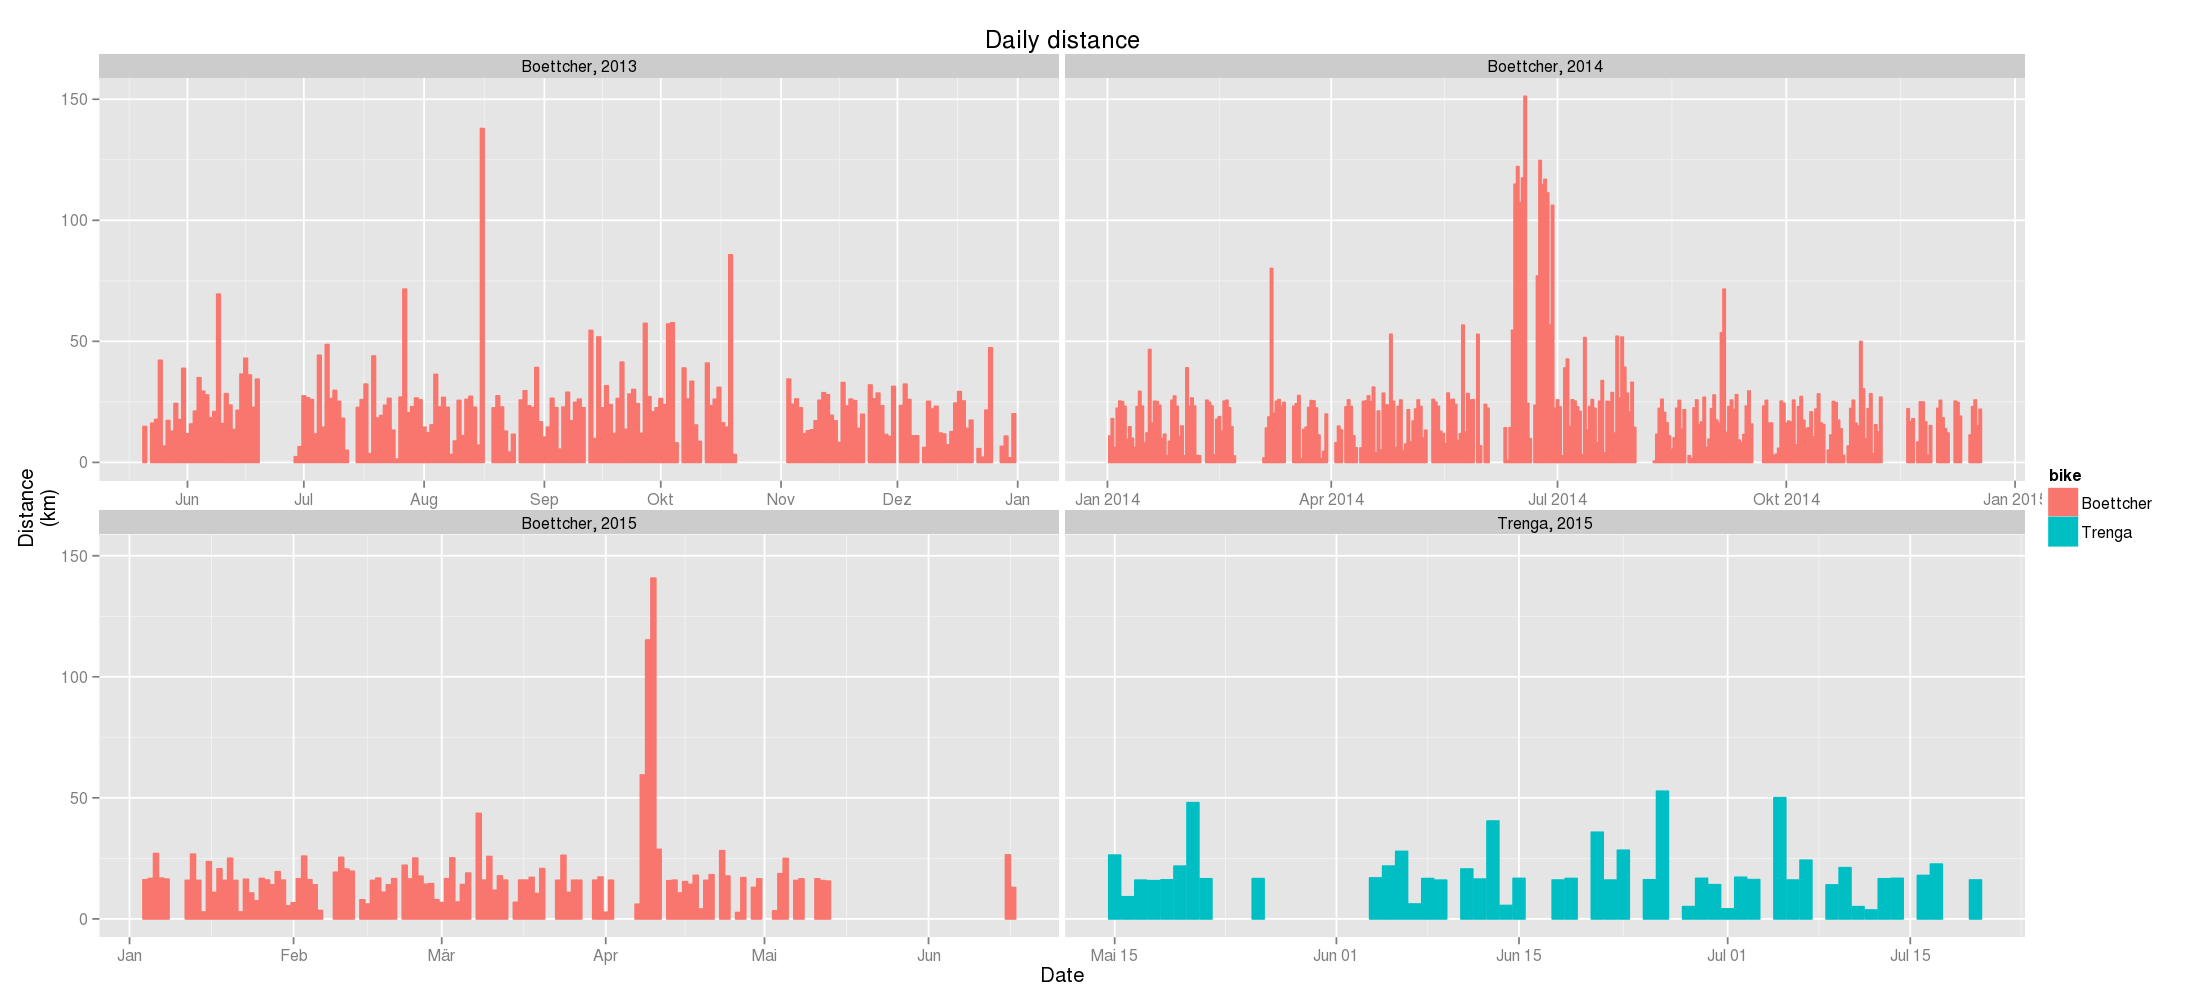 Daily distance
Boettcher, 2013
Boettcher, 2014
150
100
50
0
Jun Jul Aug Sep Okt Nov Dez Jan
Jan 2014 Apr 2014 Jul 2014 Okt 2014 Jan 201
Boettcher, 2015
Trenga, 2015
150
100
50
0
Jan Feb Mär Apr Mai Jun
Mai 15 Jun 01 Jun 15 Jul 01 Jul 15
Date
Distance
(km)
bike
Boettcher
Trenga